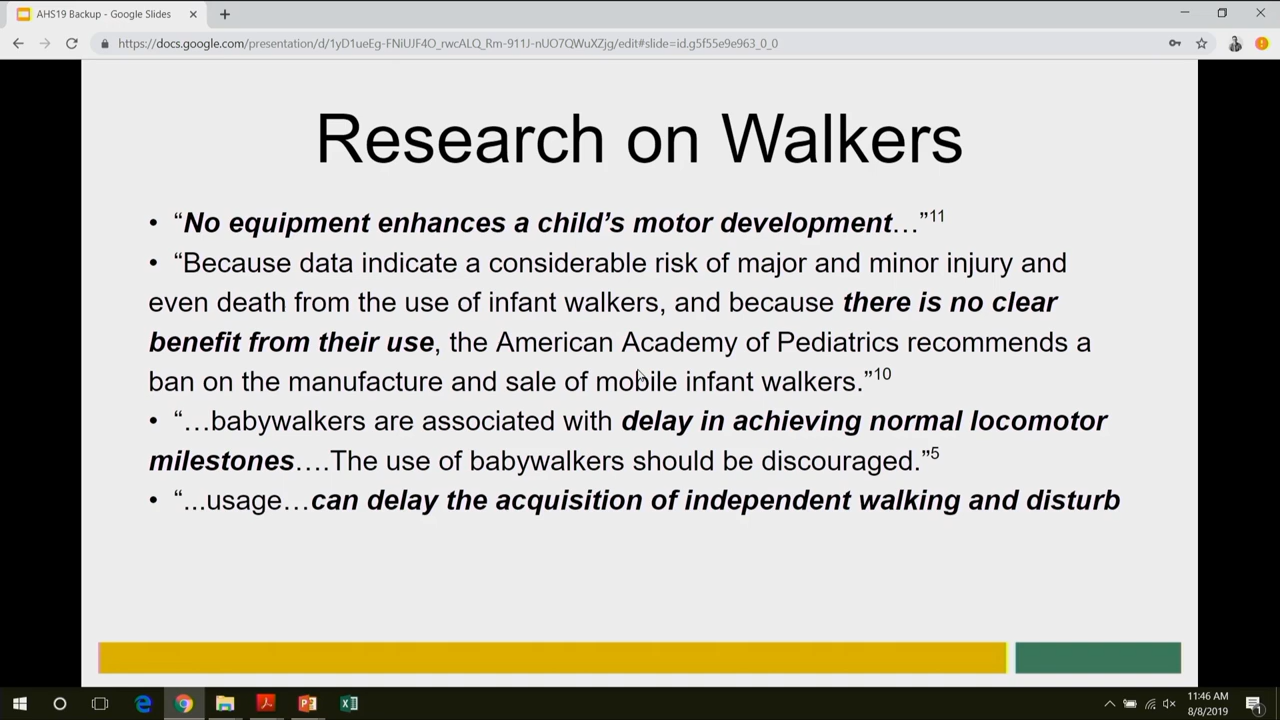 AHS19 Backup - Google Slides
https://docs.google.com/presentation/d/1yD1ueEg-FNiUJF4O_rwcALQ_Rm-911J-nUO7QWuXZjg/edit#slide=id.g5f55e9e963_0_0
Research on Walkers
• “No equipment enhances a child’s motor development…”11
• “Because data indicate a considerable risk of major and minor injury and
even death from the use of infant walkers, and because there is no clear
benefit from their use, the American Academy of Pediatrics recommends a
ban on the manufacture and sale of mobile infant walkers.”10
• “…babywalkers are associated with delay in achieving normal locomotor
milestones….The use of babywalkers should be discouraged.”5
• “...usage…can delay the acquisition of independent walking and disturb
11:46 AM
8/8/2019
1